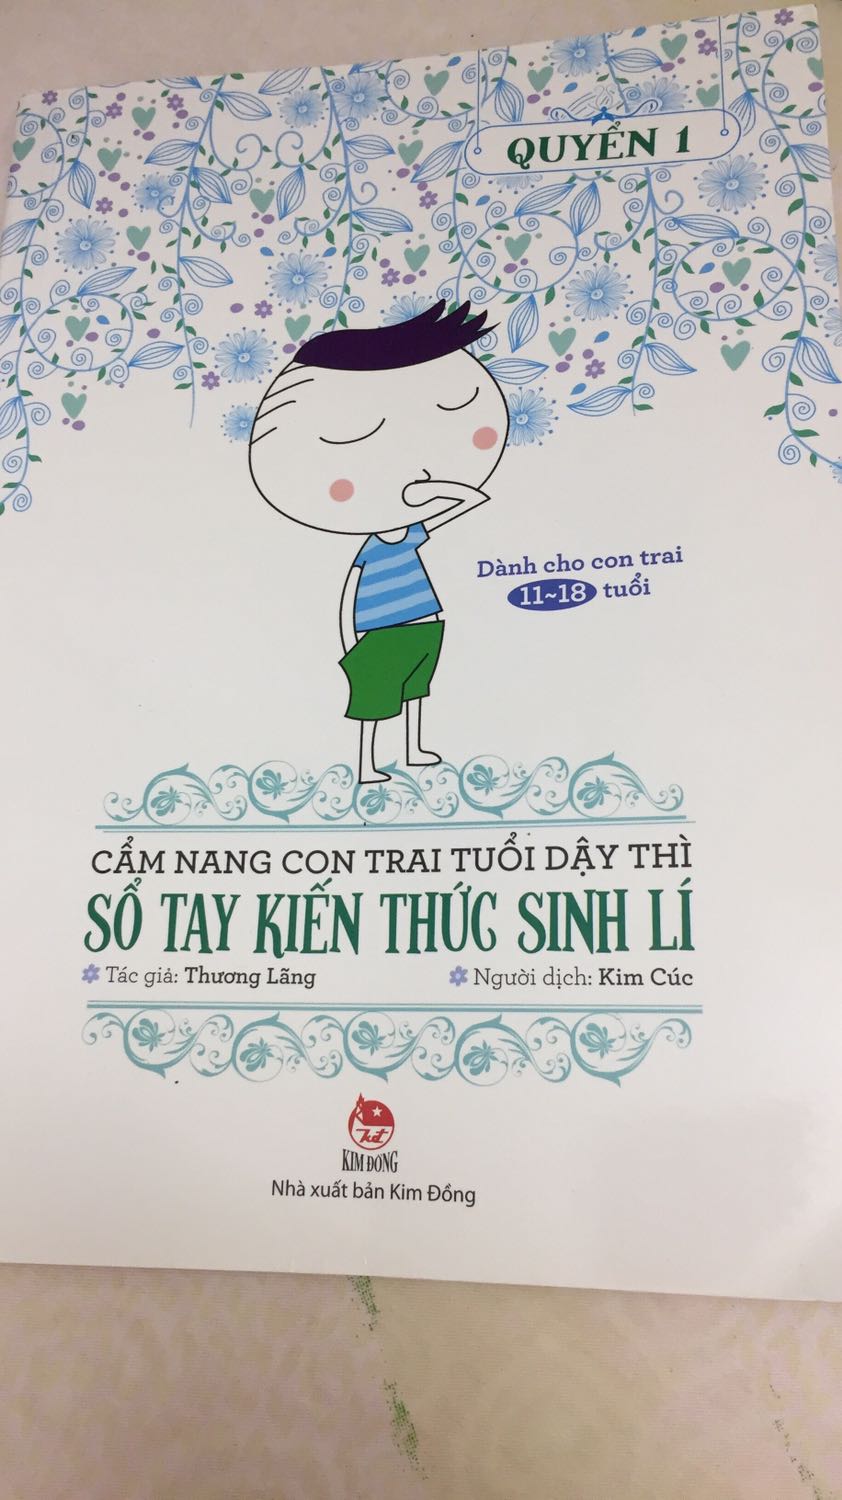 QUYỂN 1
Dành cho con trai
11~18 tuổi
CẨM NANG CON TRAI TUỔI DẬY THÌ
SỔ TAY KIẾN THỨC SINH LÍ
Tác giả: Thương Lãng
Người dịch: Kim Cúc
kđ
KIM ĐỒNG
Nhà xuất bản Kim Đồng